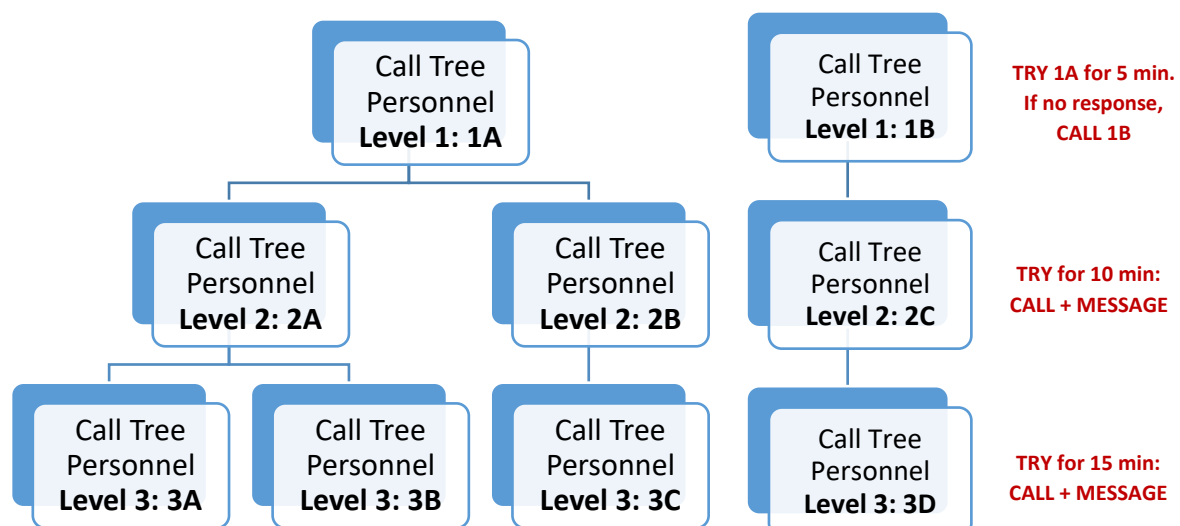 Call Tree
Personnel
Level 1: 1A
Call Tree
Personnel
Level 1: 1B
TRY 1A for 5 min.
If no response,
CALL 1B
Call Tree
Personnel
Level 2: 2A
Call Tree
Personnel
Level 2: 2B
Call Tree
Personnel
Level 2: 2C
TRY for 10 min:
CALL + MESSAGE
Call Tree
Personnel
Level 3: 3A
Call Tree
Personnel
Level 3: 3B
Call Tree
Personnel
Level 3: 3C
Call Tree
Personnel
Level 3: 3D
TRY for 15 min:
CALL + MESSAGE